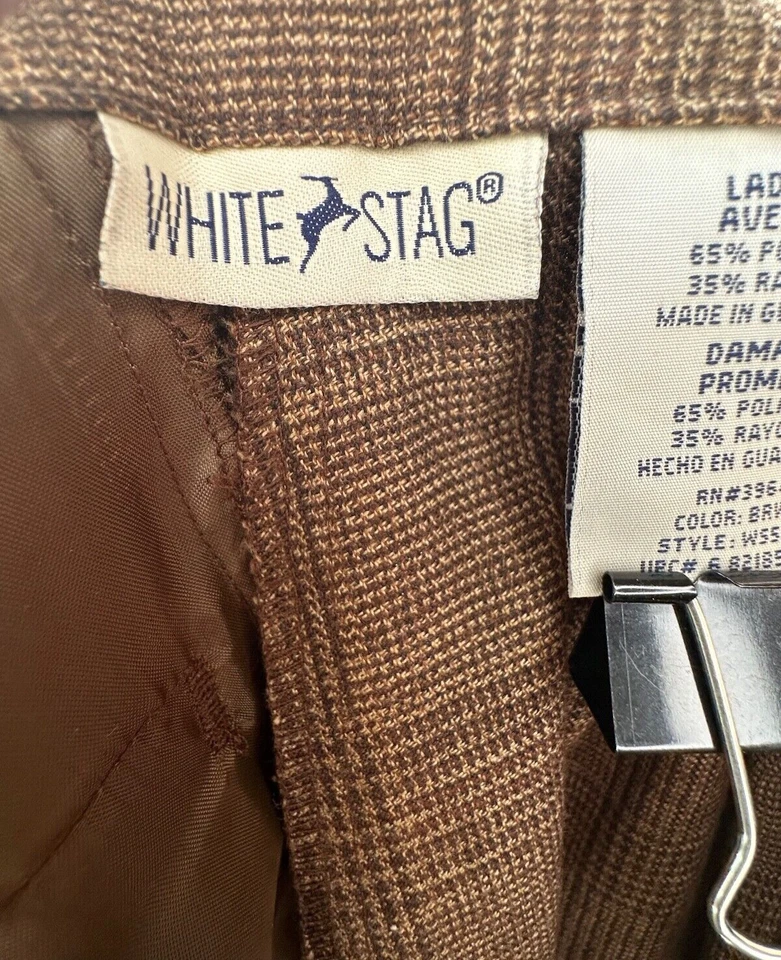 WHITE STAG®
LAD
AVE
65% P
35% RA
MADE IN G
DAMA
PROM
65% POL
35% RAYO
HECHO EN GUA
RN#396
COLOR: BR
STYLE: WS5
UPC# 6 8218